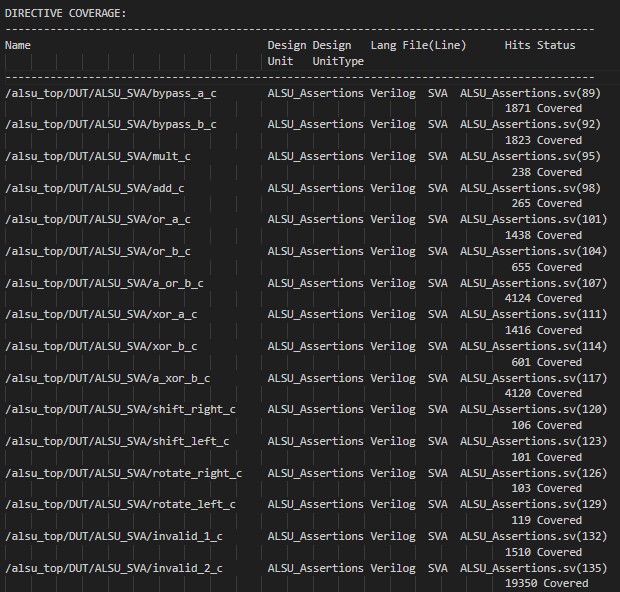 DIRECTIVE COVERAGE:
--------------------------------------------------------------------------------------------
Name Design Design Lang File(Line) Hits Status
Unit UnitType
--------------------------------------------------------------------------------------------
/alsu_top/DUT/ALSU_SVA/bypass_a_c ALSU_Assertions Verilog SVA ALSU_Assertions.sv(89)
1871 Covered
/alsu_top/DUT/ALSU_SVA/bypass_b_c ALSU_Assertions Verilog SVA ALSU_Assertions.sv(92)
1823 Covered
/alsu_top/DUT/ALSU_SVA/mult_c ALSU_Assertions Verilog SVA ALSU_Assertions.sv(95)
238 Covered
/alsu_top/DUT/ALSU_SVA/add_c ALSU_Assertions Verilog SVA ALSU_Assertions.sv(98)
265 Covered
/alsu_top/DUT/ALSU_SVA/or_a_c ALSU_Assertions Verilog SVA ALSU_Assertions.sv(101)
1438 Covered
/alsu_top/DUT/ALSU_SVA/or_b_c ALSU_Assertions Verilog SVA ALSU_Assertions.sv(104)
655 Covered
/alsu_top/DUT/ALSU_SVA/a_or_b_c ALSU_Assertions Verilog SVA ALSU_Assertions.sv(107)
4124 Covered
/alsu_top/DUT/ALSU_SVA/xor_a_c ALSU_Assertions Verilog SVA ALSU_Assertions.sv(111)
1416 Covered
/alsu_top/DUT/ALSU_SVA/xor_b_c ALSU_Assertions Verilog SVA ALSU_Assertions.sv(114)
601 Covered
/alsu_top/DUT/ALSU_SVA/a_xor_b_c ALSU_Assertions Verilog SVA ALSU_Assertions.sv(117)
4120 Covered
/alsu_top/DUT/ALSU_SVA/shift_right_c ALSU_Assertions Verilog SVA ALSU_Assertions.sv(120)
106 Covered
/alsu_top/DUT/ALSU_SVA/shift_left_c ALSU_Assertions Verilog SVA ALSU_Assertions.sv(123)
101 Covered
/alsu_top/DUT/ALSU_SVA/rotate_right_c ALSU_Assertions Verilog SVA ALSU_Assertions.sv(126)
103 Covered
/alsu_top/DUT/ALSU_SVA/rotate_left_c ALSU_Assertions Verilog SVA ALSU_Assertions.sv(129)
119 Covered
/alsu_top/DUT/ALSU_SVA/invalid_1_c ALSU_Assertions Verilog SVA ALSU_Assertions.sv(132)
1510 Covered
/alsu_top/DUT/ALSU_SVA/invalid_2_c ALSU_Assertions Verilog SVA ALSU_Assertions.sv(135)
19350 Covered